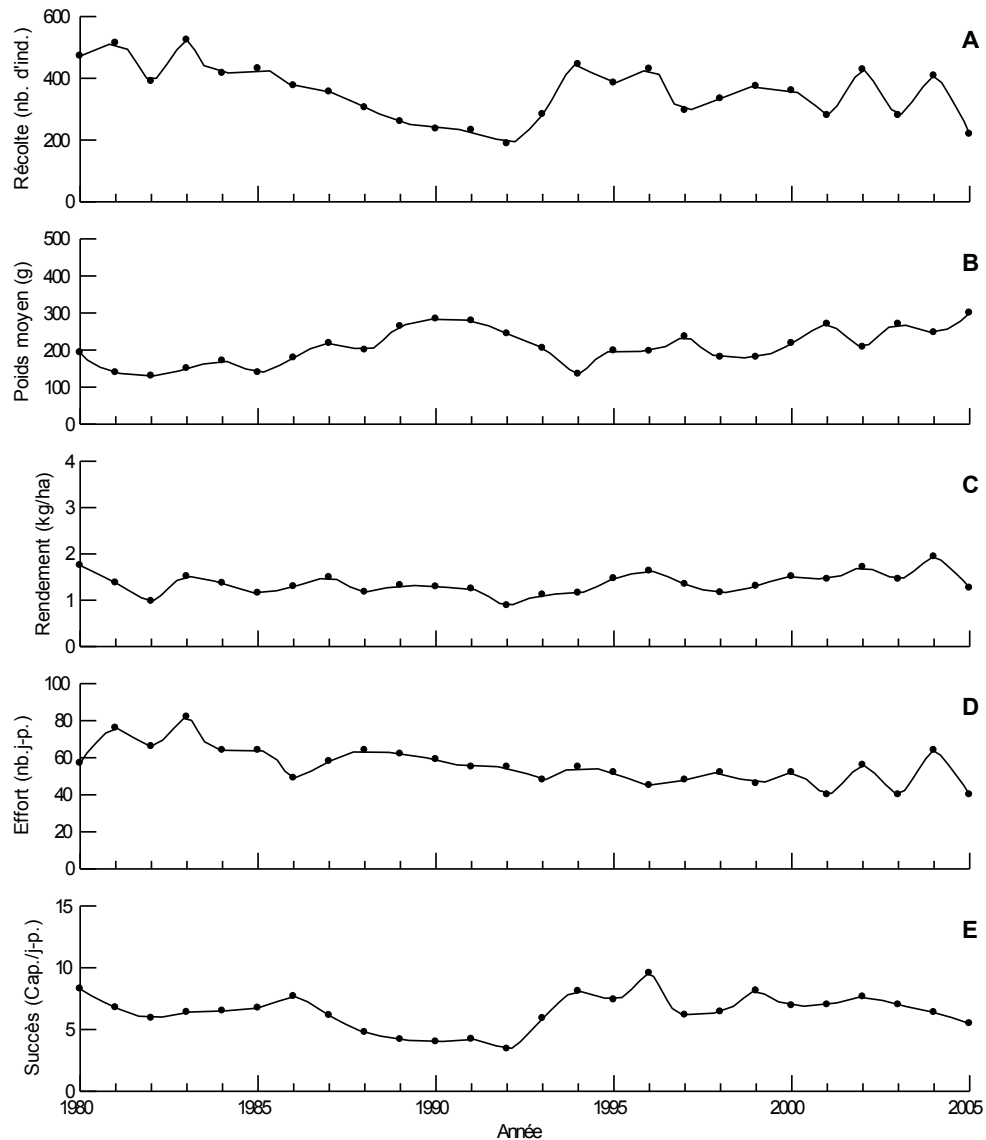 A
Récolte (nb. d'ind.)
600
400
200
0
B
Poids moyen (g)
500
400
300
200
100
0
C
Rendement (kg/ha)
4
3
2
1
0
D
Effort (nb.j-p.)
100
80
60
40
20
0
E
Succès (Cap./j-p.)
15
10
5
0
1980 1985 1990 1995 2000 2005
Année